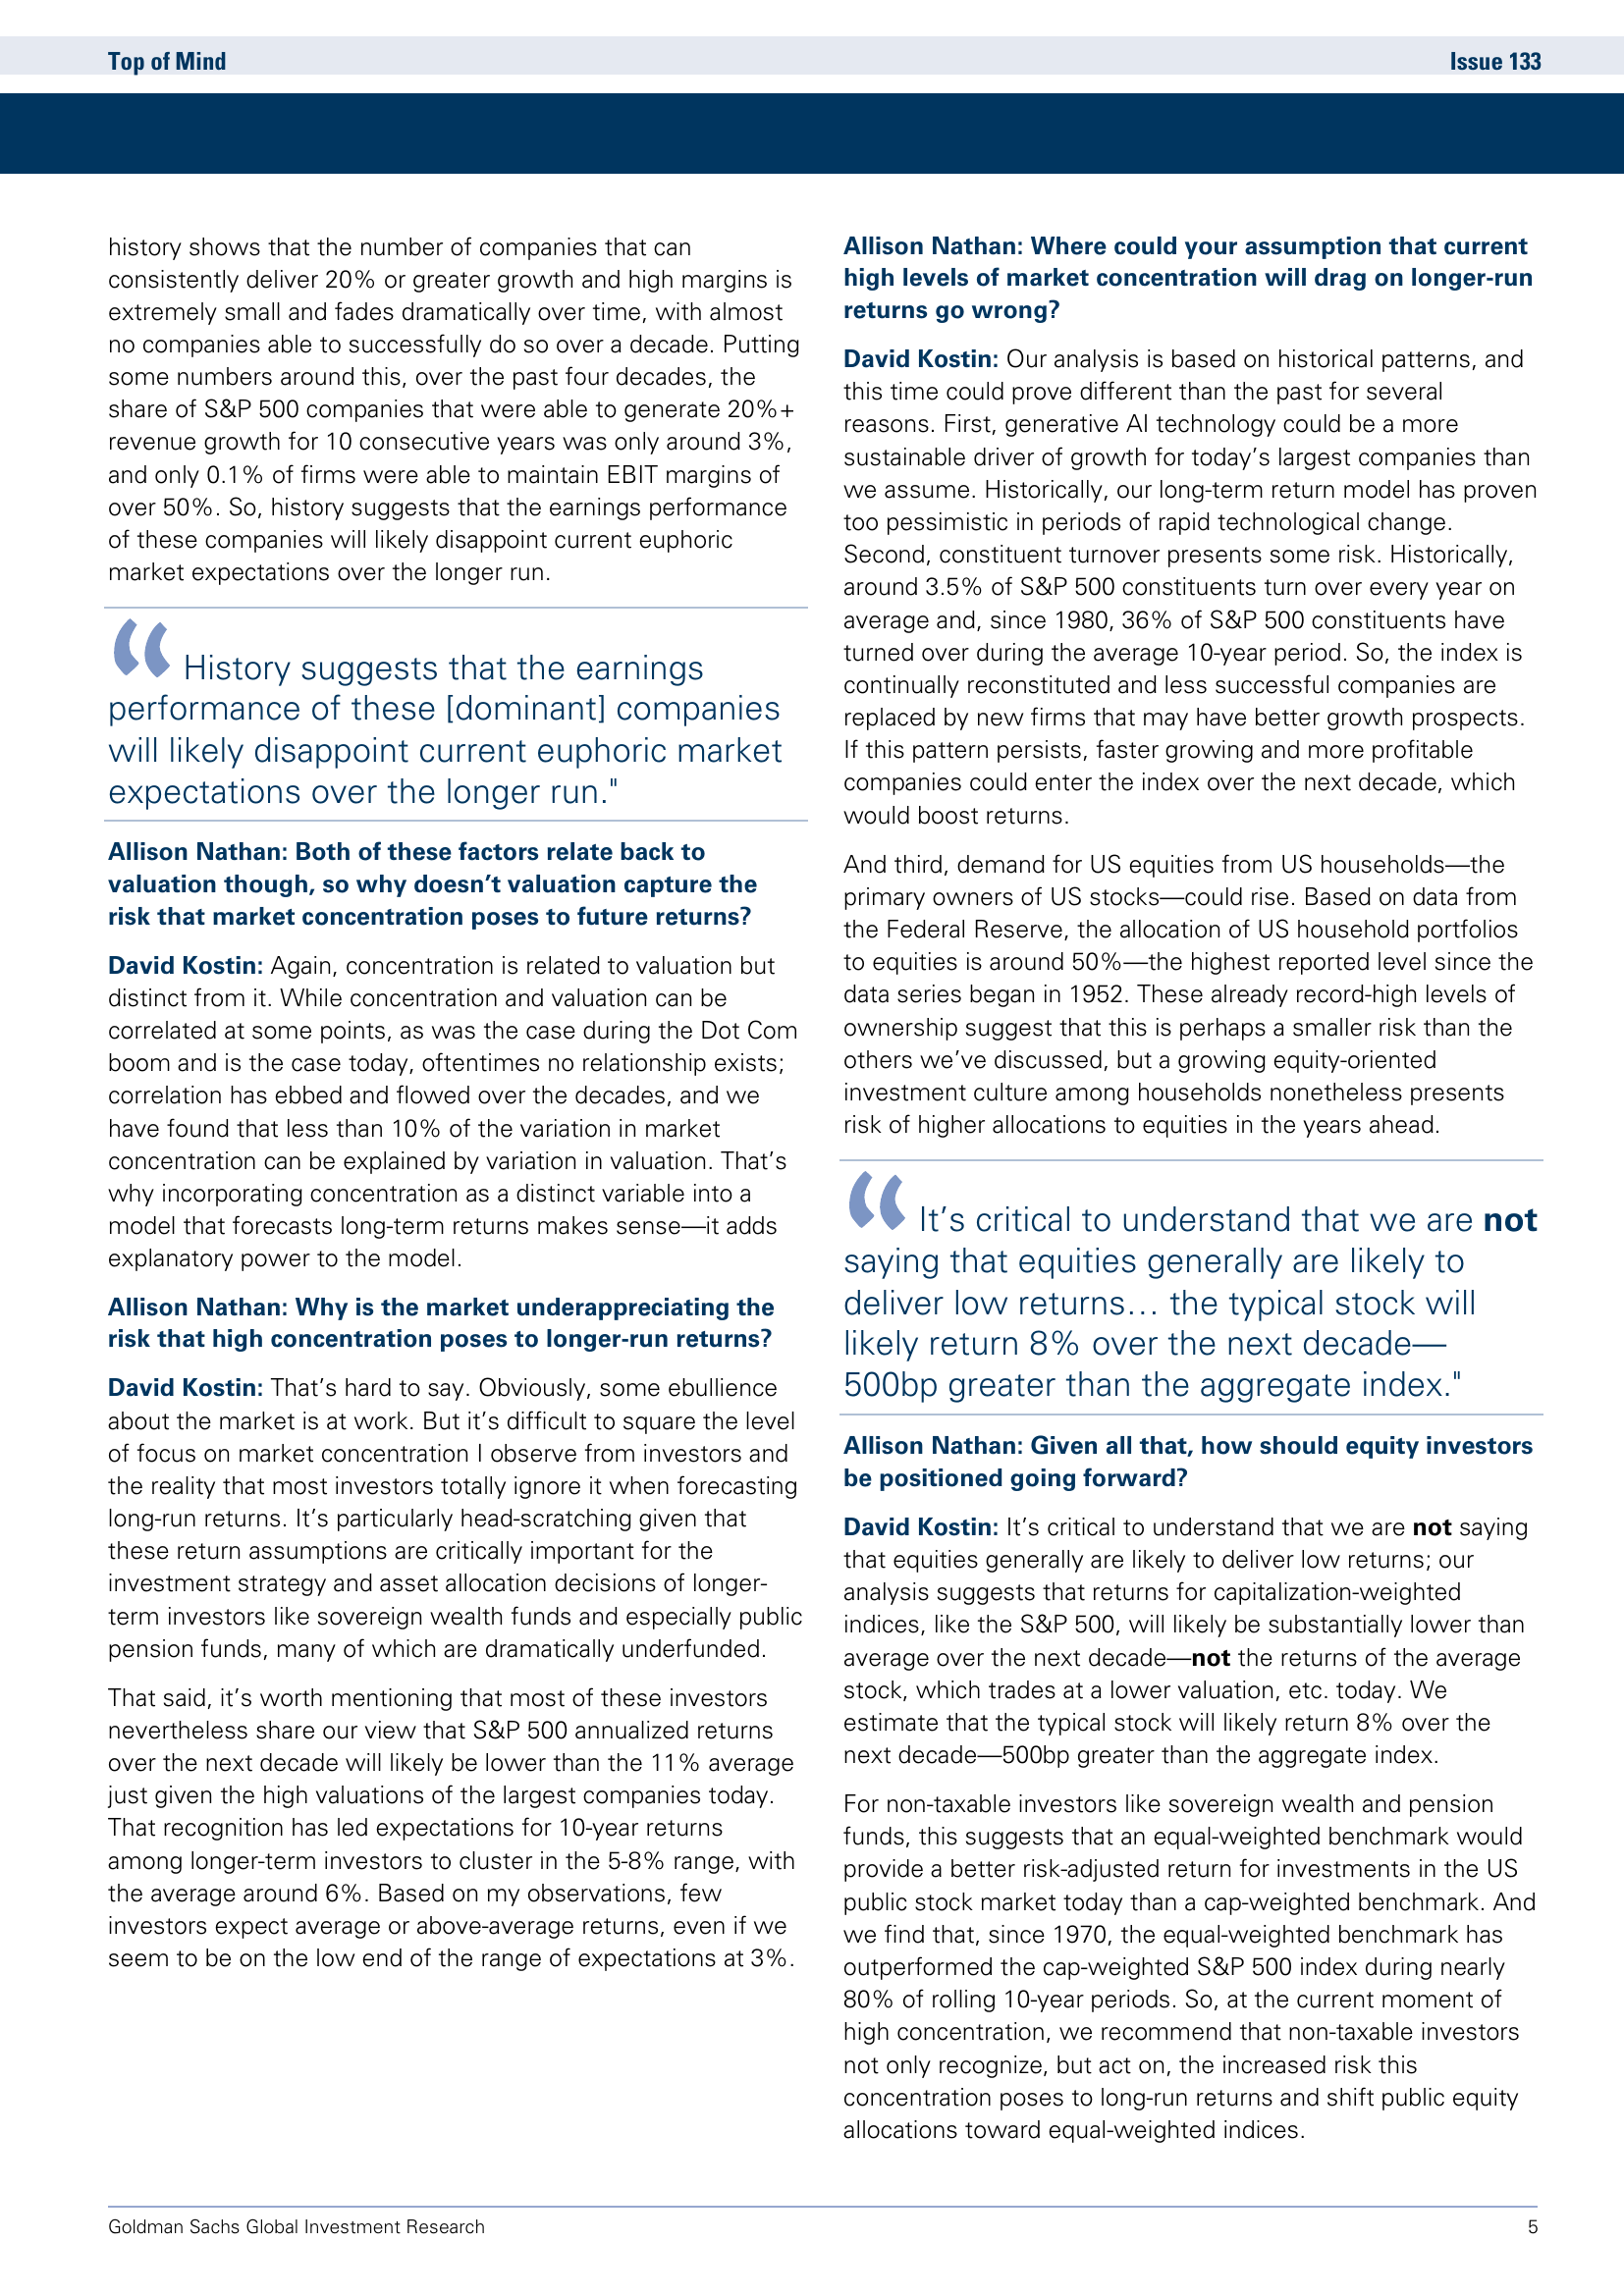 Top of Mind
Issue 133
history shows that the number of companies that can
consistently deliver 20% or greater growth and high margins is
extremely small and fades dramatically over time, with almost
no companies able to successfully do so over a decade. Putting
some numbers around this, over the past four decades, the
share of S&P 500 companies that were able to generate 20%+
revenue growth for 10 consecutive years was only around 3%,
and only 0.1% of firms were able to maintain EBIT margins of
over 50%. So, history suggests that the earnings performance
of these companies will likely disappoint current euphoric
market expectations over the longer run.
“ History suggests that the earnings
performance of these [dominant] companies
will likely disappoint current euphoric market
expectations over the longer run."
Allison Nathan: Both of these factors relate back to
valuation though, so why doesn’t valuation capture the
risk that market concentration poses to future returns?
David Kostin: Again, concentration is related to valuation but
distinct from it. While concentration and valuation can be
correlated at some points, as was the case during the Dot Com
boom and is the case today, oftentimes no relationship exists;
correlation has ebbed and flowed over the decades, and we
have found that less than 10% of the variation in market
concentration can be explained by variation in valuation. That’s
why incorporating concentration as a distinct variable into a
model that forecasts long-term returns makes sense—it adds
explanatory power to the model.
Allison Nathan: Why is the market underappreciating the
risk that high concentration poses to longer-run returns?
David Kostin: That’s hard to say. Obviously, some ebullience
about the market is at work. But it’s difficult to square the level
of focus on market concentration I observe from investors and
the reality that most investors totally ignore it when forecasting
long-run returns. It’s particularly head-scratching given that
these return assumptions are critically important for the
investment strategy and asset allocation decisions of longer-
term investors like sovereign wealth funds and especially public
pension funds, many of which are dramatically underfunded.
That said, it’s worth mentioning that most of these investors
nevertheless share our view that S&P 500 annualized returns
over the next decade will likely be lower than the 11% average
just given the high valuations of the largest companies today.
That recognition has led expectations for 10-year returns
among longer-term investors to cluster in the 5-8% range, with
the average around 6%. Based on my observations, few
investors expect average or above-average returns, even if we
seem to be on the low end of the range of expectations at 3%.
Allison Nathan: Where could your assumption that current
high levels of market concentration will drag on longer-run
returns go wrong?
David Kostin: Our analysis is based on historical patterns, and
this time could prove different than the past for several
reasons. First, generative AI technology could be a more
sustainable driver of growth for today’s largest companies than
we assume. Historically, our long-term return model has proven
too pessimistic in periods of rapid technological change.
Second, constituent turnover presents some risk. Historically,
around 3.5% of S&P 500 constituents turn over every year on
average and, since 1980, 36% of S&P 500 constituents have
turned over during the average 10-year period. So, the index is
continually reconstituted and less successful companies are
replaced by new firms that may have better growth prospects.
If this pattern persists, faster growing and more profitable
companies could enter the index over the next decade, which
would boost returns.
And third, demand for US equities from US households—the
primary owners of US stocks—could rise. Based on data from
the Federal Reserve, the allocation of US household portfolios
to equities is around 50%—the highest reported level since the
data series began in 1952. These already record-high levels of
ownership suggest that this is perhaps a smaller risk than the
others we’ve discussed, but a growing equity-oriented
investment culture among households nonetheless presents
risk of higher allocations to equities in the years ahead.
“ It’s critical to understand that we are not
saying that equities generally are likely to
deliver low returns… the typical stock will
likely return 8% over the next decade—
500bp greater than the aggregate index."
Allison Nathan: Given all that, how should equity investors
be positioned going forward?
David Kostin: It’s critical to understand that we are not saying
that equities generally are likely to deliver low returns; our
analysis suggests that returns for capitalization-weighted
indices, like the S&P 500, will likely be substantially lower than
average over the next decade—not the returns of the average
stock, which trades at a lower valuation, etc. today. We
estimate that the typical stock will likely return 8% over the
next decade—500bp greater than the aggregate index.
For non-taxable investors like sovereign wealth and pension
funds, this suggests that an equal-weighted benchmark would
provide a better risk-adjusted return for investments in the US
public stock market today than a cap-weighted benchmark. And
we find that, since 1970, the equal-weighted benchmark has
outperformed the cap-weighted S&P 500 index during nearly
80% of rolling 10-year periods. So, at the current moment of
high concentration, we recommend that non-taxable investors
not only recognize, but act on, the increased risk this
concentration poses to long-run returns and shift public equity
allocations toward equal-weighted indices.
Goldman Sachs Global Investment Research
5